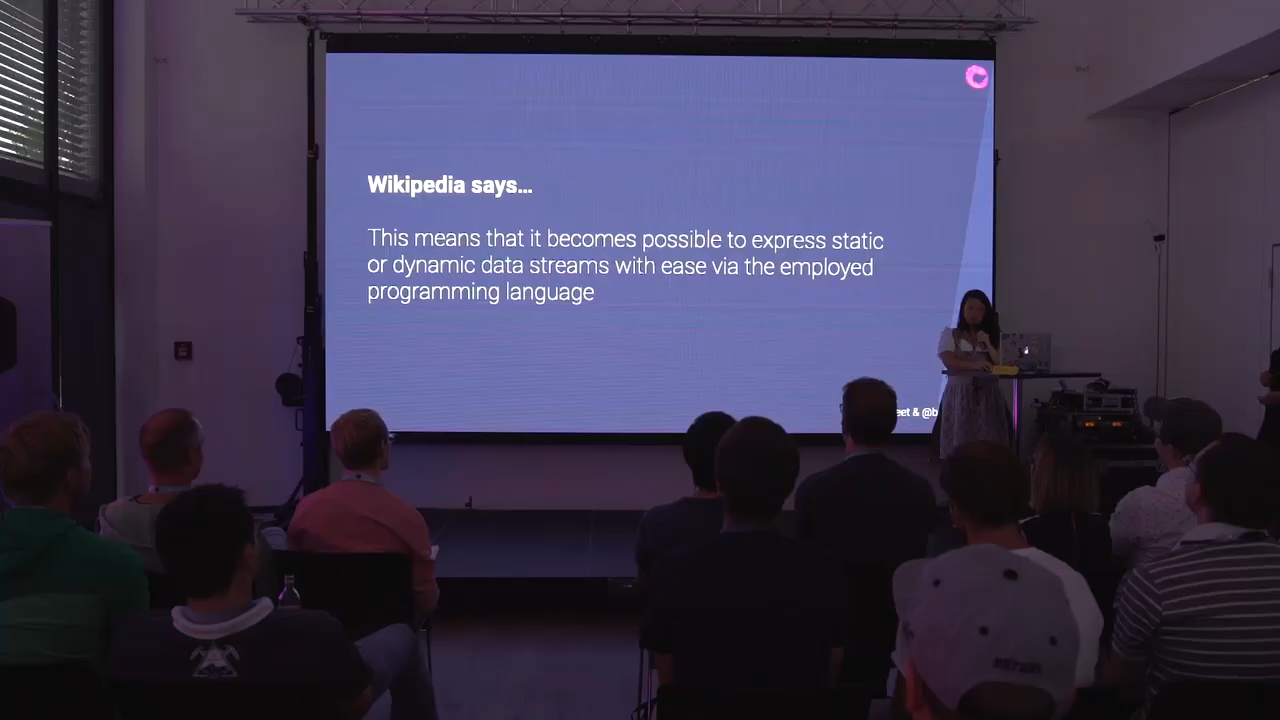 Wikipedia says...
This means that it becomes possible to express static
or dynamic data streams with ease via the employed
programming language
eet & @b